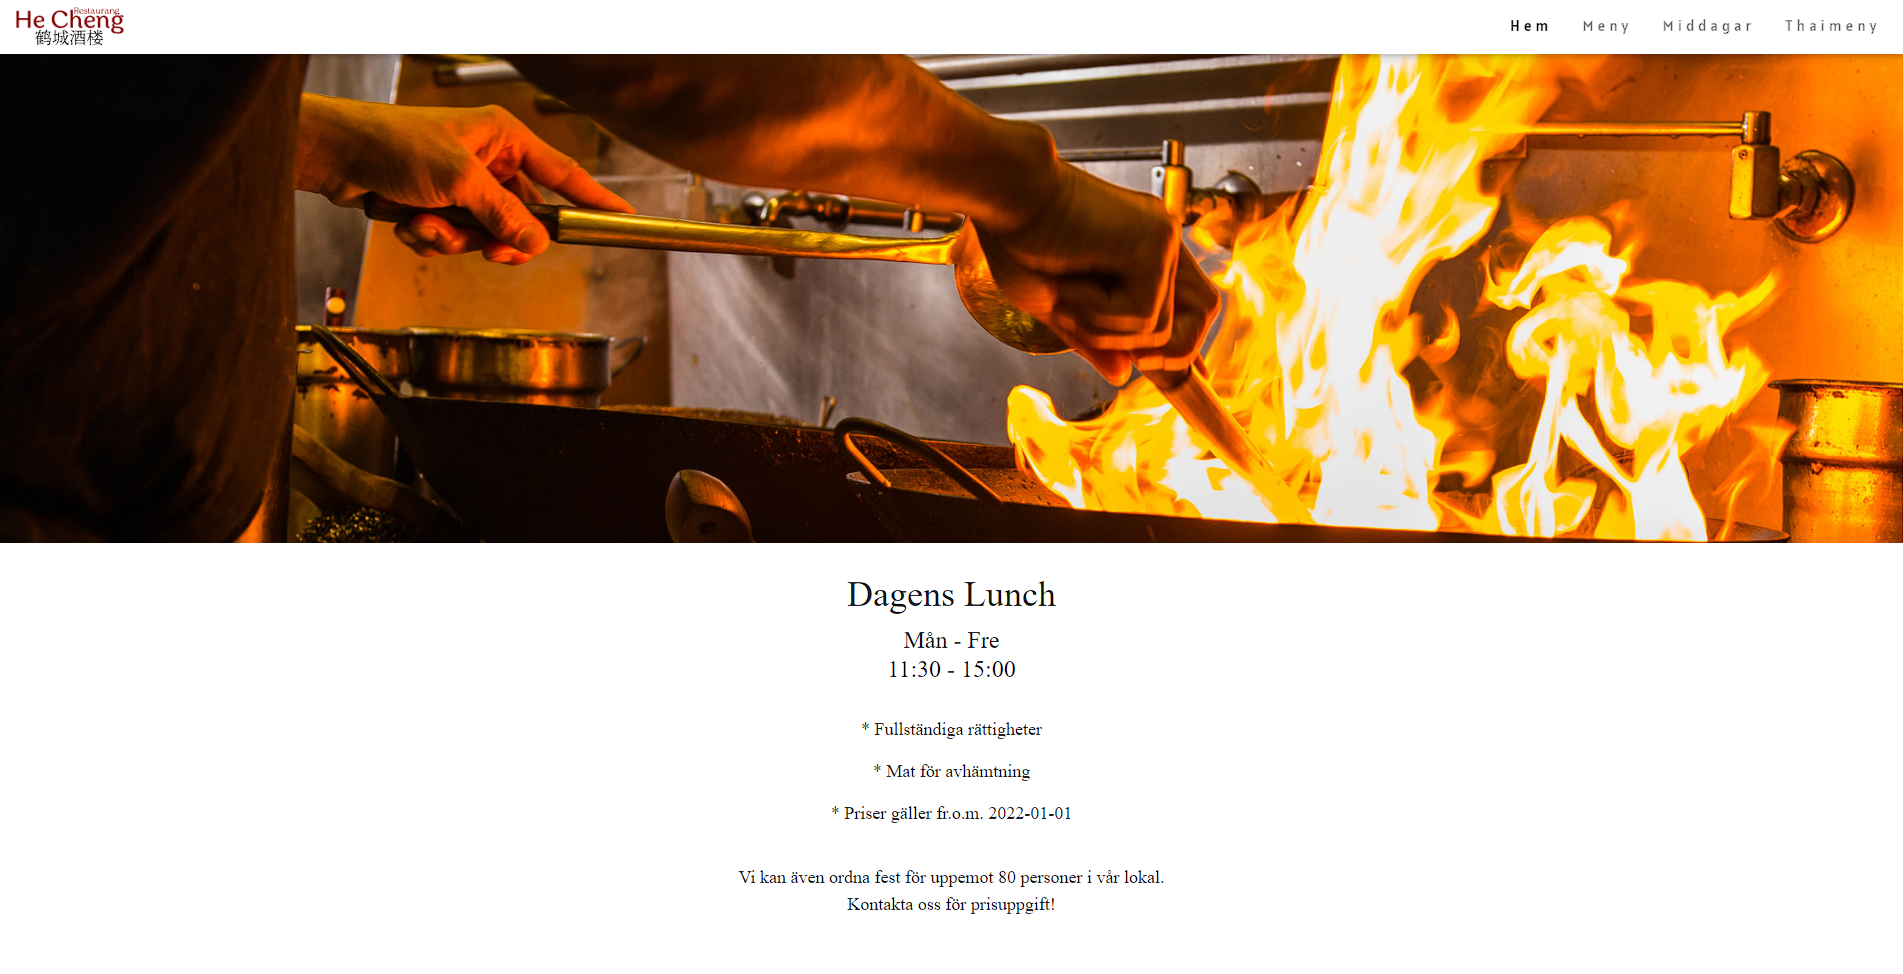 Restaurang
He Cheng
鹤城酒楼
Hem Meny Middagar Thaimeny
Dagens Lunch
Mån - Fre
11:30 - 15:00
* Fullständiga rättigheter
* Mat för avhämtning
* Priser gäller fr.o.m. 2022-01-01
Vi kan även ordna fest för uppemot 80 personer i vår lokal.
Kontakta oss för prisuppgift!